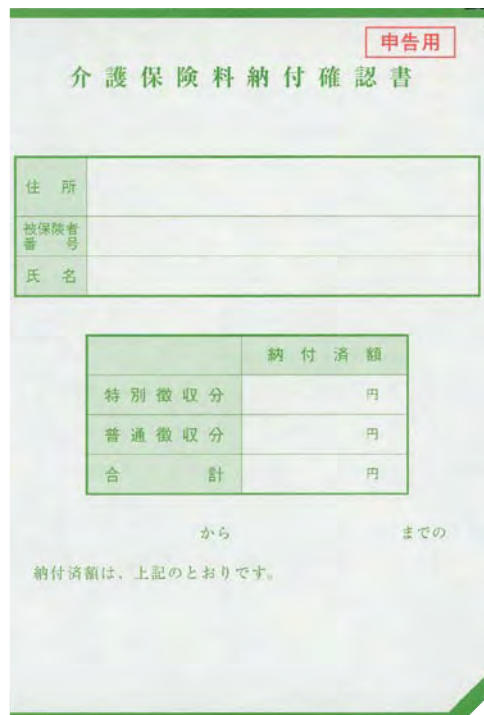 申告用
介護保険料納付確認書
住所
被保険者
番号
氏名
納付済額
特別徴収分 円
普通徴収分 円
合計 円
から までの
納付済額は、上記のとおりです。